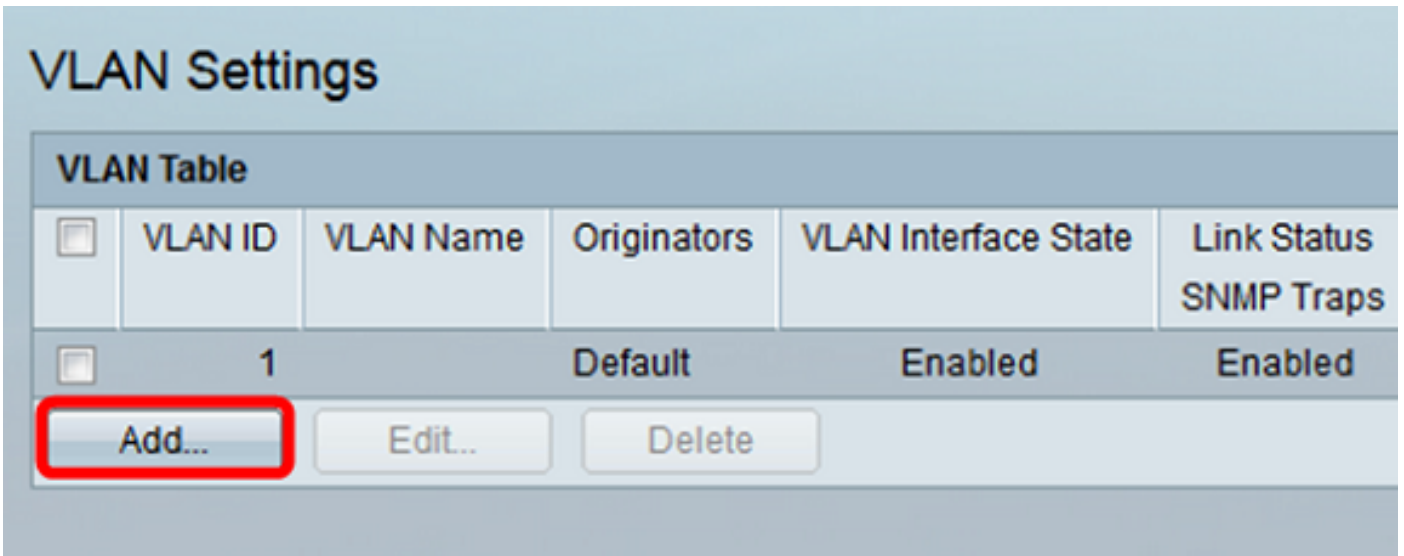 VLAN Settings
VLAN Table
VLAN ID VLAN Name Originators VLAN Interface State Link Status
SNMP Traps
1 Default Enabled Enabled
Add... Edit... Delete